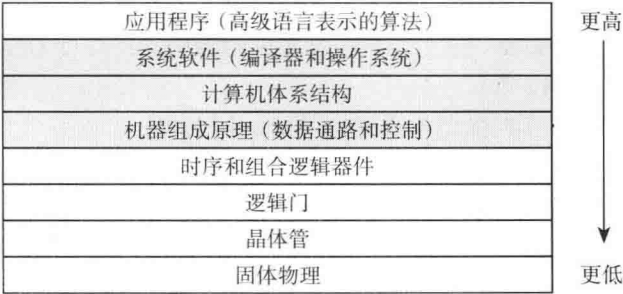 应用程序（高级语言表示的算法）
更高
系统软件（编译器和操作系统）
计算机体系结构
机器组成原理（数据通路和控制）
时序和组合逻辑器件
逻辑门
晶体管
固体物理
更低